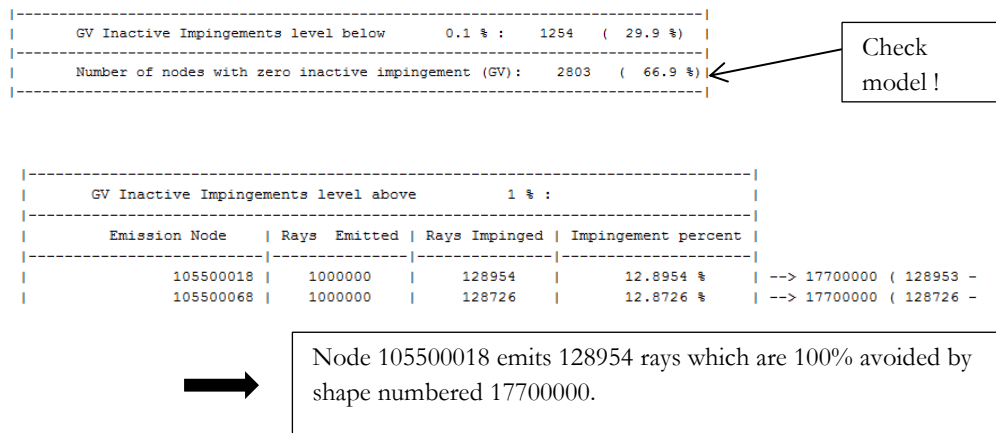 |---------------------------------------------------------------------------|
| GV Inactive Impingements level below 0.1 % : 1254 ( 29.9 %) |
|---------------------------------------------------------------------------|
| Number of nodes with zero inactive impingement (GV): 2803 ( 66.9 %)|
|---------------------------------------------------------------------------|
Check
model !
|-------------------------------------------------------------------------------|
| GV Inactive Impingements level above 1 % : |
|-------------------------------------------------------------------------------|
| Emission Node | Rays Emitted | Rays Impinged | Impingement percent |
|--------------------------|---------------|---------------|---------------------|
| 105500018 | 1000000 | 128954 | 12.8954 % | --> 17700000 ( 128953 -
| 105500068 | 1000000 | 128726 | 12.8726 % | --> 17700000 ( 128726 -
Node 105500018 emits 128954 rays which are 100% avoided by
shape numbered 17700000.